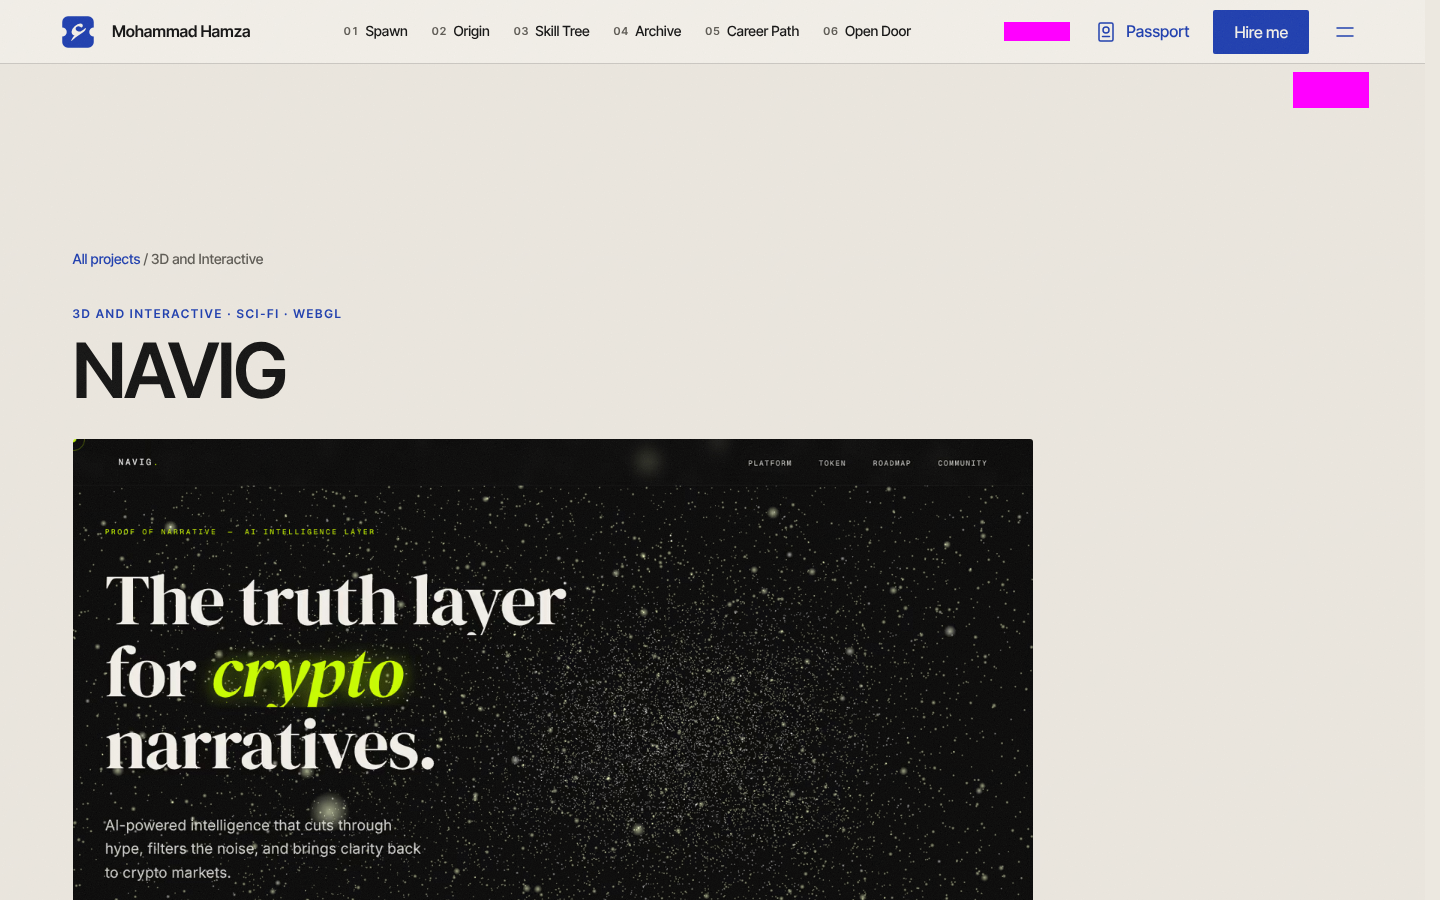 Mohammad Hamza
01 Spawn
02 Origin
03 Skill Tree
04 Archive
05 Career Path
06 Open Door
Passport
Hire me
All projects / 3D and Interactive
3D AND INTERACTIVE · SCI-FI · WEBGL
NAVIG
NAVIG.
PLATFORM
TOKEN
ROADMAP
COMMUNITY
PROOF OF NARRATIVE — AI INTELLIGENCE LAYER
The truth layer
for crypto
narratives.
AI-powered intelligence that cuts through
hype, filters the noise, and brings clarity back
to crypto markets.